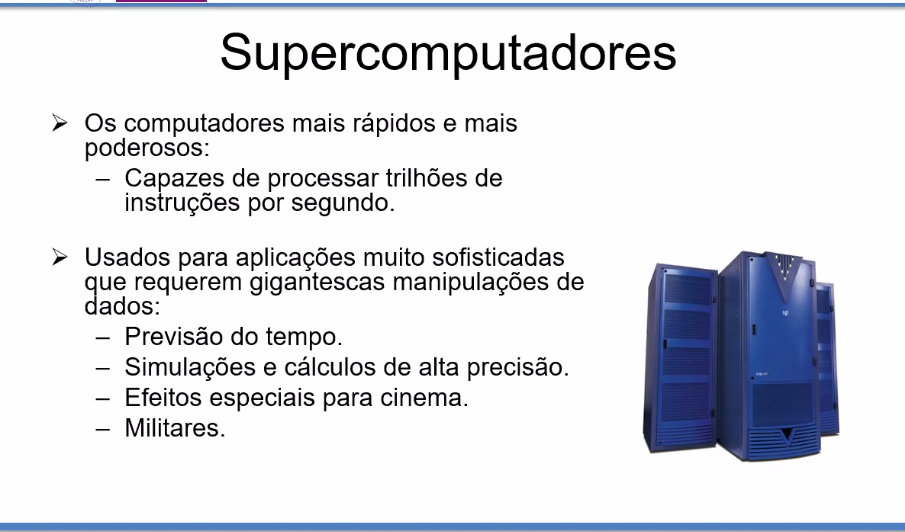 Supercomputadores
➢ Os computadores mais rápidos e mais
poderosos:
– Capazes de processar trilhões de
instruções por segundo.
➢ Usados para aplicações muito sofisticadas
que requerem gigantescas manipulações de
dados:
– Previsão do tempo.
– Simulações e cálculos de alta precisão.
– Efeitos especiais para cinema.
– Militares.